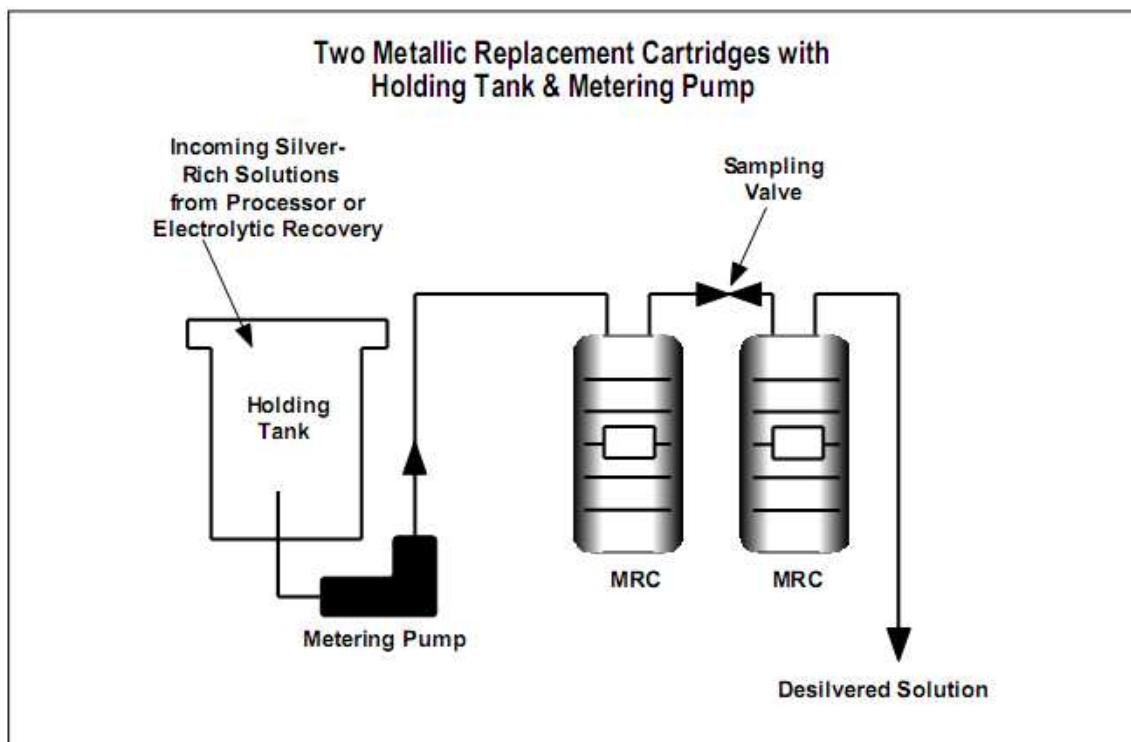 Two Metallic Replacement Cartridges with
Holding Tank & Metering Pump
Incoming Silver-
Rich Solutions
from Processor or
Electrolytic Recovery
Sampling
Valve
Holding
Tank
MRC
MRC
Metering Pump
Desilvered Solution